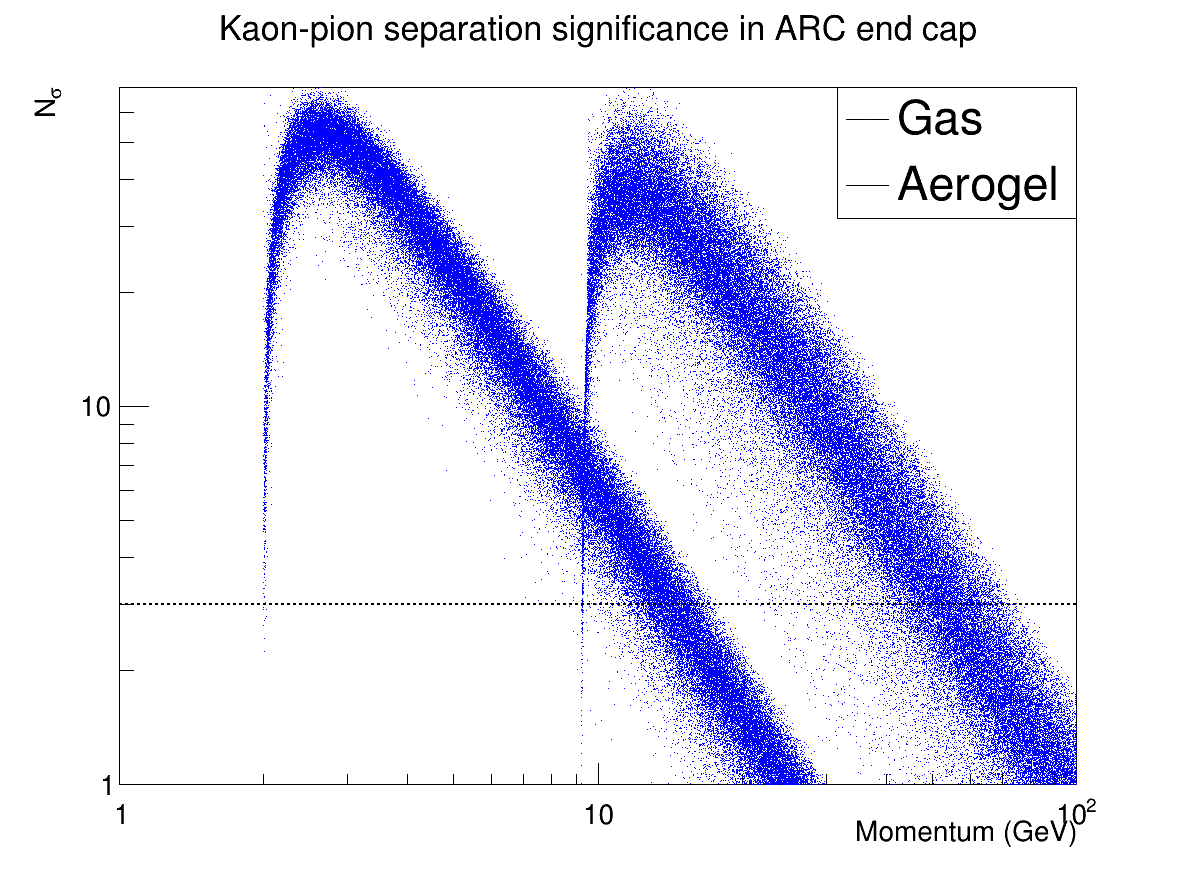 Kaon-pion separation significance in ARC end cap
Nσ
Gas
Aerogel
10
1
1
10
10²
Momentum (GeV)